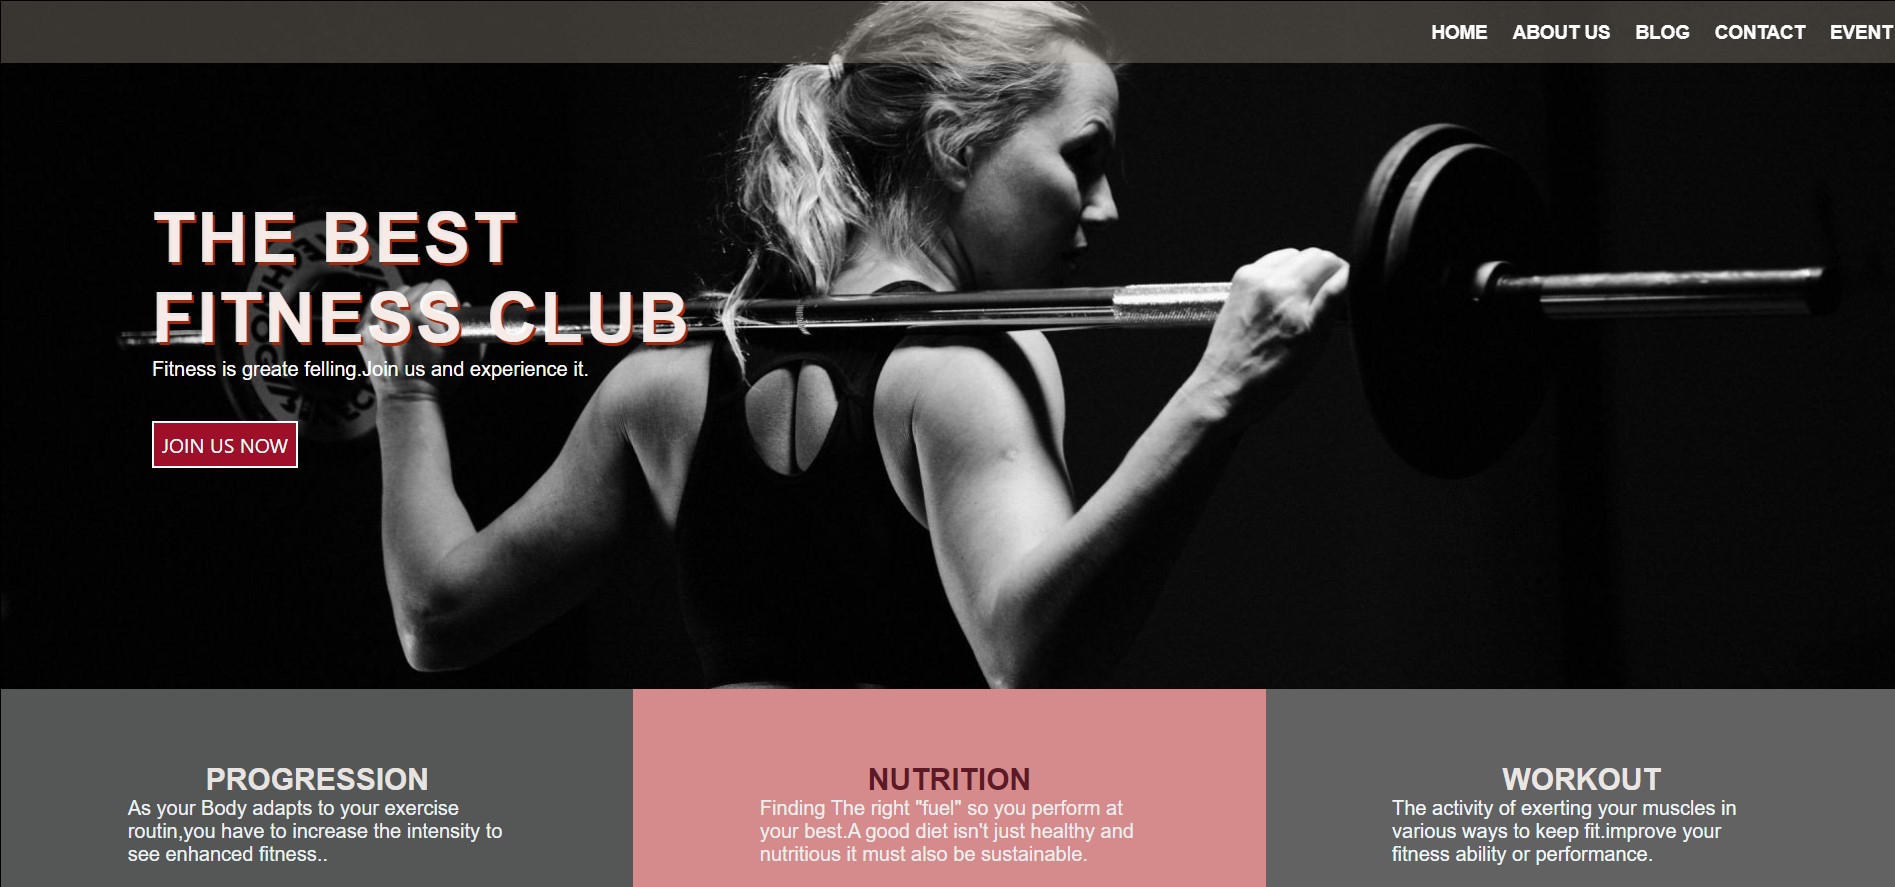 HOME ABOUT US BLOG CONTACT EVENT
THE BEST
FITNESS CLUB
Fitness is greate felling.Join us and experience it.
JOIN US NOW
PROGRESSION
As your Body adapts to your exercise
routin,you have to increase the intensity to
see enhanced fitness..
NUTRITION
Finding The right "fuel" so you perform at
your best.A good diet isn't just healthy and
nutritious it must also be sustainable.
WORKOUT
The activity of exerting your muscles in
various ways to keep fit.improve your
fitness ability or performance.